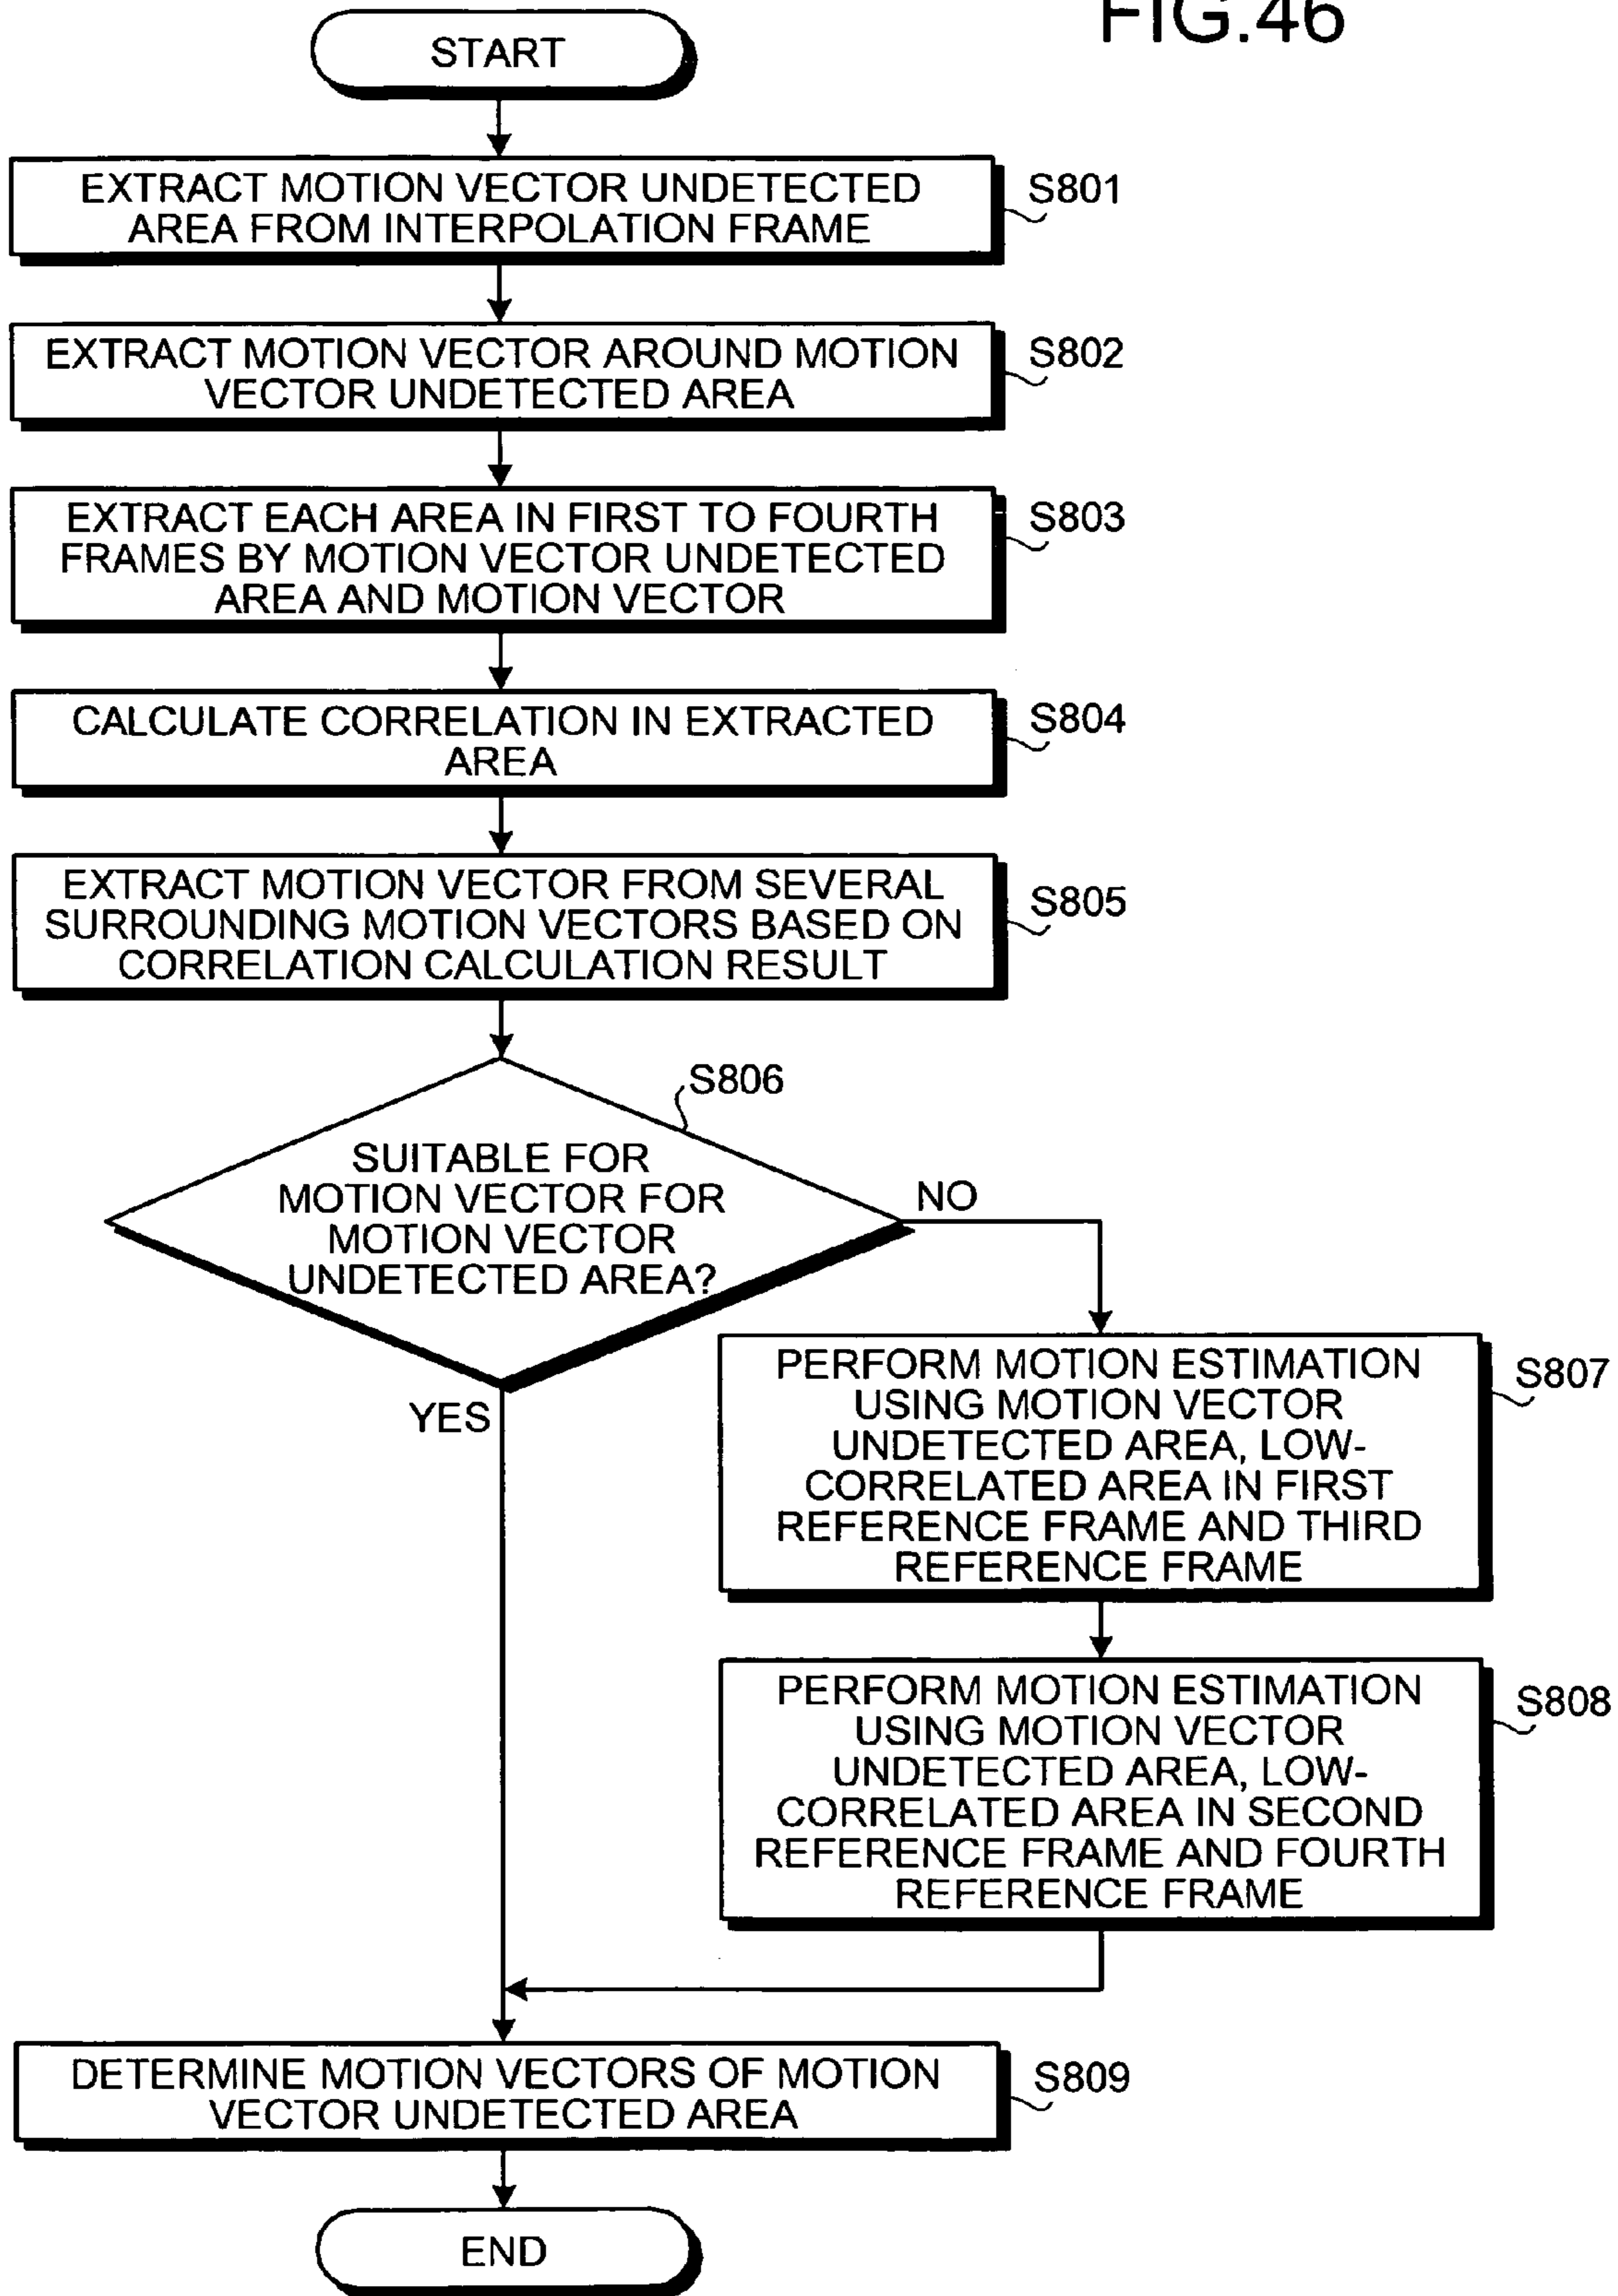 FIG.46
START
EXTRACT MOTION VECTOR UNDETECTED
AREA FROM INTERPOLATION FRAME
S801
EXTRACT MOTION VECTOR AROUND MOTION
VECTOR UNDETECTED AREA
S802
EXTRACT EACH AREA IN FIRST TO FOURTH
FRAMES BY MOTION VECTOR UNDETECTED
AREA AND MOTION VECTOR
S803
CALCULATE CORRELATION IN EXTRACTED
AREA
S804
EXTRACT MOTION VECTOR FROM SEVERAL
SURROUNDING MOTION VECTORS BASED ON
CORRELATION CALCULATION RESULT
S805
S806
SUITABLE FOR
MOTION VECTOR FOR
MOTION VECTOR
UNDETECTED AREA?
NO
YES
PERFORM MOTION ESTIMATION
USING MOTION VECTOR
UNDETECTED AREA, LOW-
CORRELATED AREA IN FIRST
REFERENCE FRAME AND THIRD
REFERENCE FRAME
S807
PERFORM MOTION ESTIMATION
USING MOTION VECTOR
UNDETECTED AREA, LOW-
CORRELATED AREA IN SECOND
REFERENCE FRAME AND FOURTH
REFERENCE FRAME
S808
DETERMINE MOTION VECTORS OF MOTION
VECTOR UNDETECTED AREA
S809
END